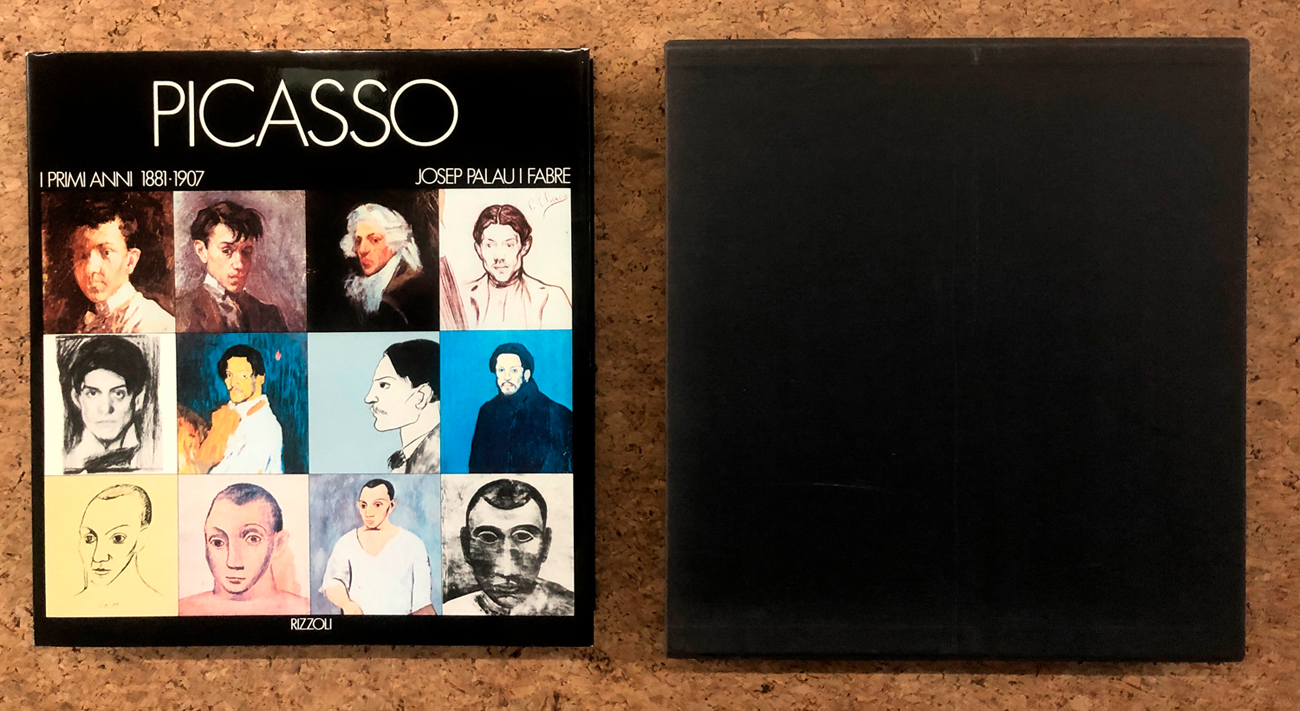 PICASSO
I PRIMI ANNI 1881·1907 JOSEP PALAU I FABRE
RIZZOLI